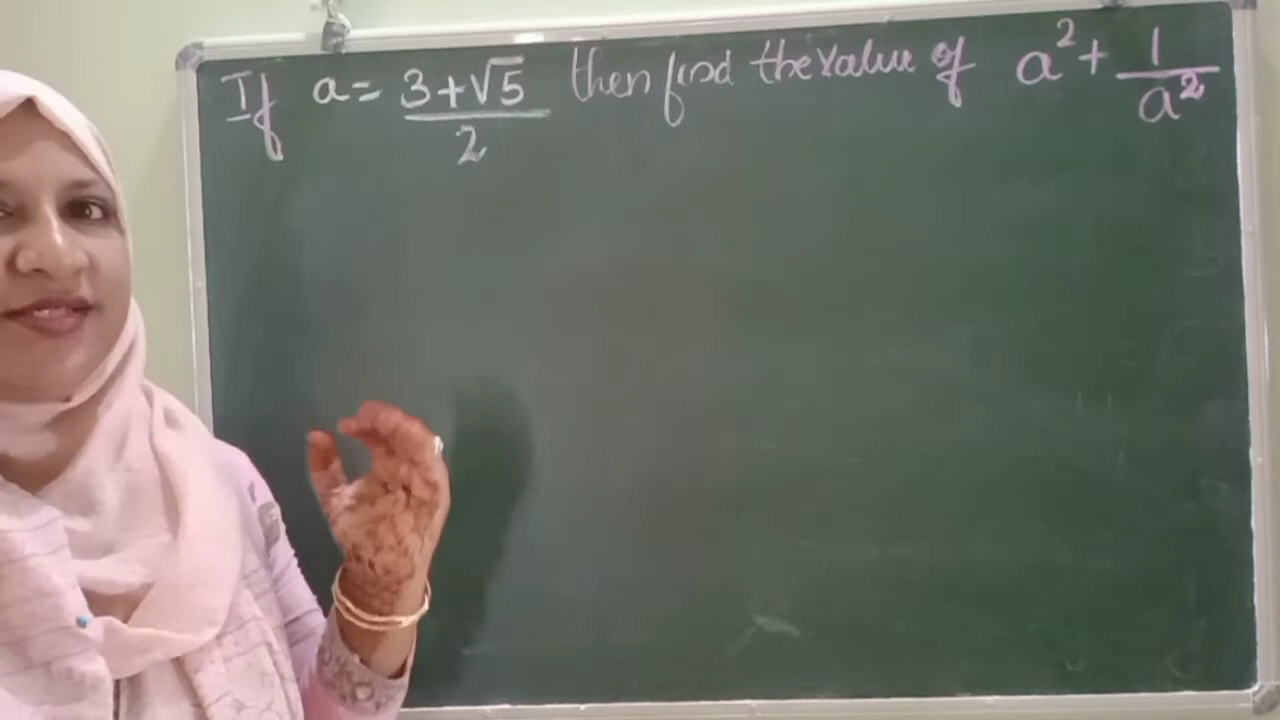 If a = 3+√5/2 then find the value of a² + 1/a²